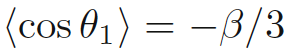 ⟨cos θ₁⟩ = −β/3